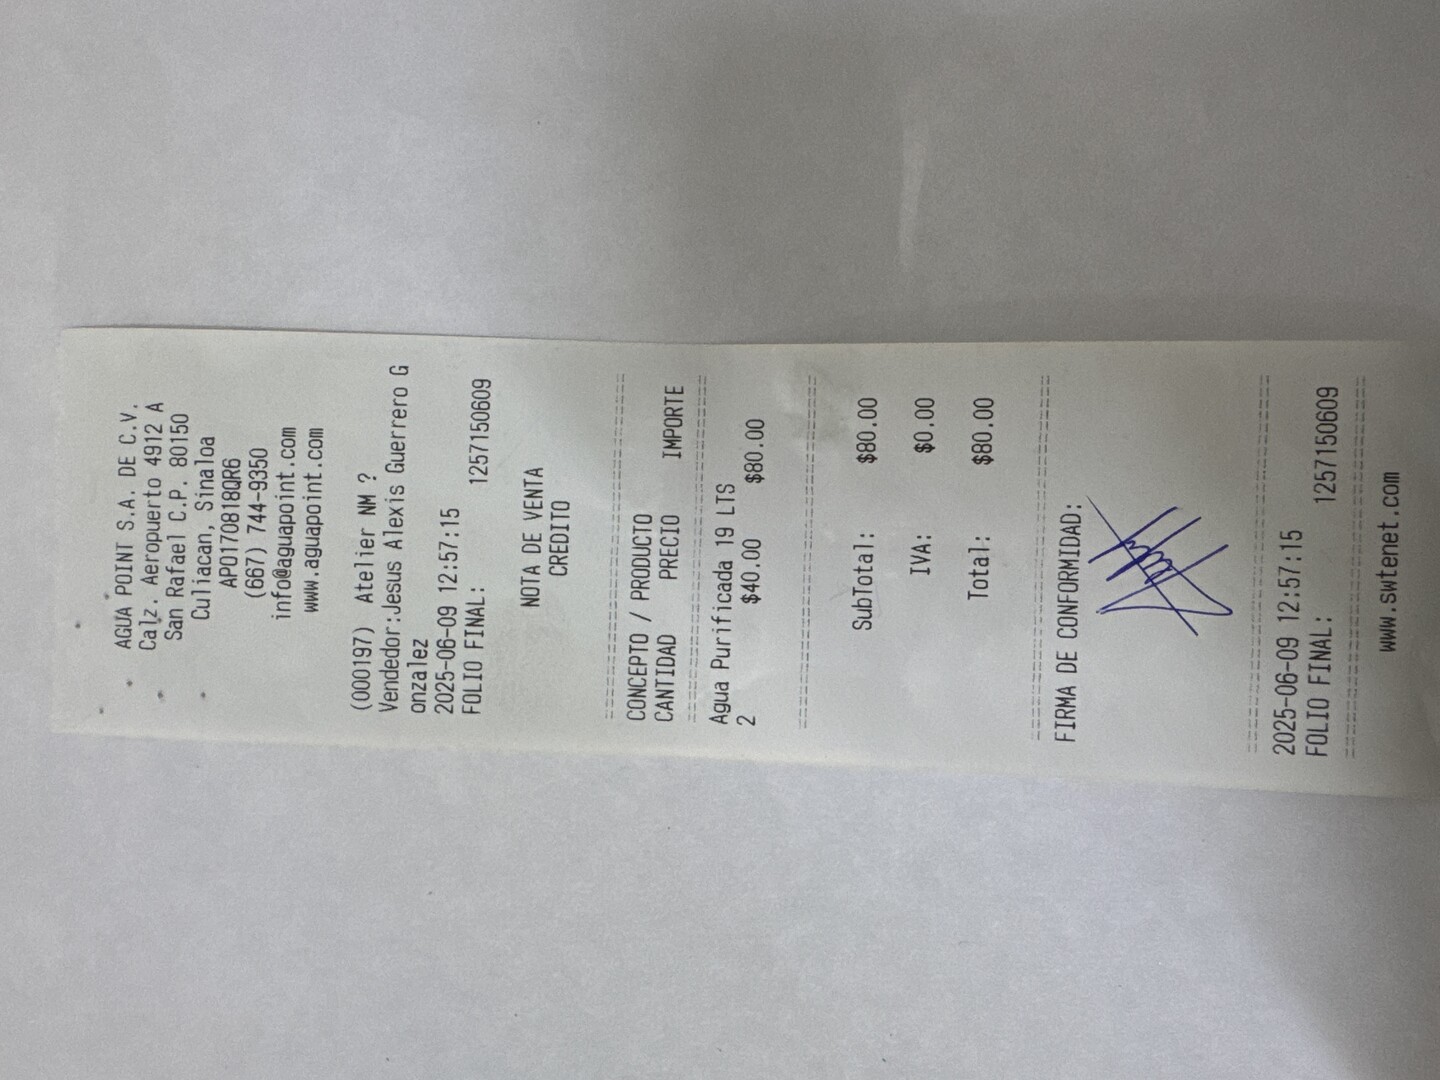 AGUA POINT S.A. DE C.V.
Calz. Aeropuerto 4912 A
San Rafael C.P. 80150
Culiacan, Sinaloa
APO170818QR6
(667) 744-9350
info@aguapoint.com
www.aguapoint.com
(000197) Atelier NM ?
Vendedor:Jesus Alexis Guerrero G
onzalez
2025-06-09 12:57:15
FOLIO FINAL: 1257150609
NOTA DE VENTA
CREDITO
CONCEPTO / PRODUCTO
CANTIDAD PRECIO IMPORTE
Agua Purificada 19 LTS
2 $40.00 $80.00
SubTotal: $80.00
IVA: $0.00
Total: $80.00
FIRMA DE CONFORMIDAD:
2025-06-09 12:57:15
FOLIO FINAL: 1257150609
www.swtenet.com